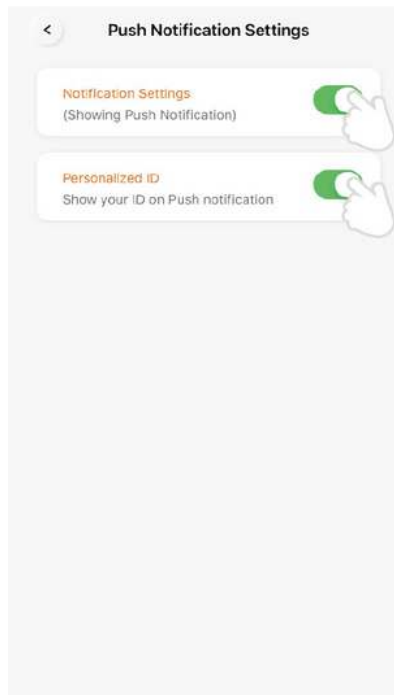 Push Notification Settings
Notification Settings
(Showing Push Notification)
Personalized ID
Show your ID on Push notification